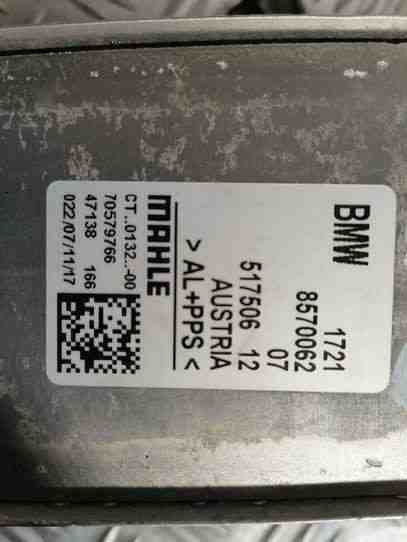 BMW
1721
8570062
07
517506 12
AUSTRIA
> AL+PPS <
MAHLE
CT..0132..-00
70579766
47138 166
022/07/11/17